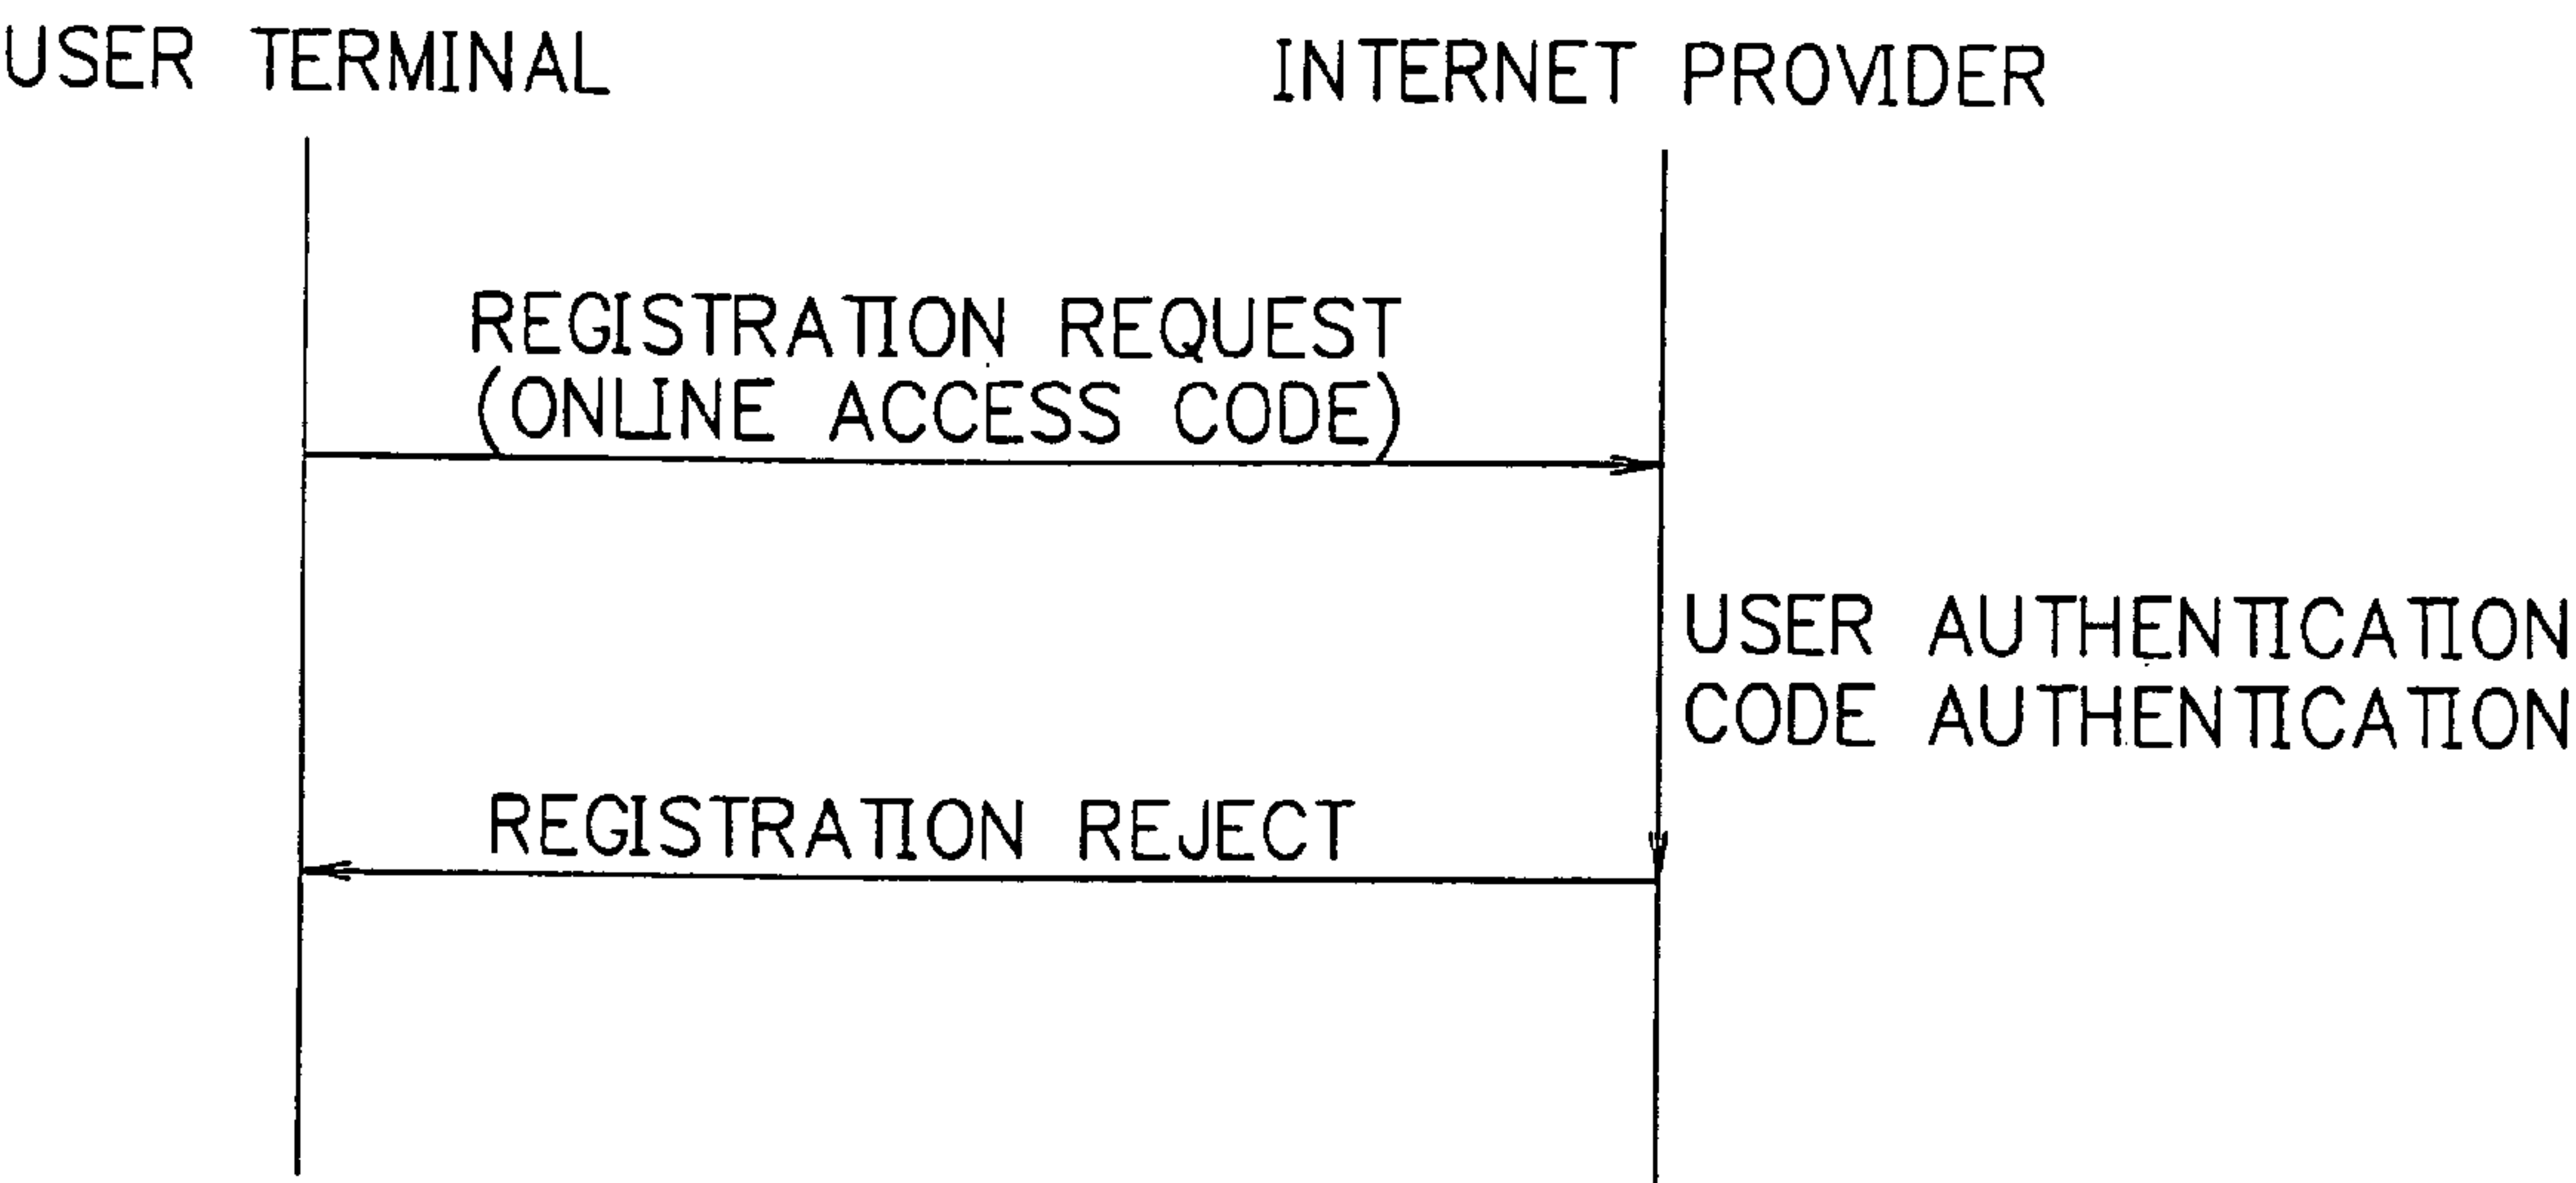 USER TERMINAL
INTERNET PROVIDER
REGISTRATION REQUEST
(ONLINE ACCESS CODE)
USER AUTHENTICATION
CODE AUTHENTICATION
REGISTRATION REJECT